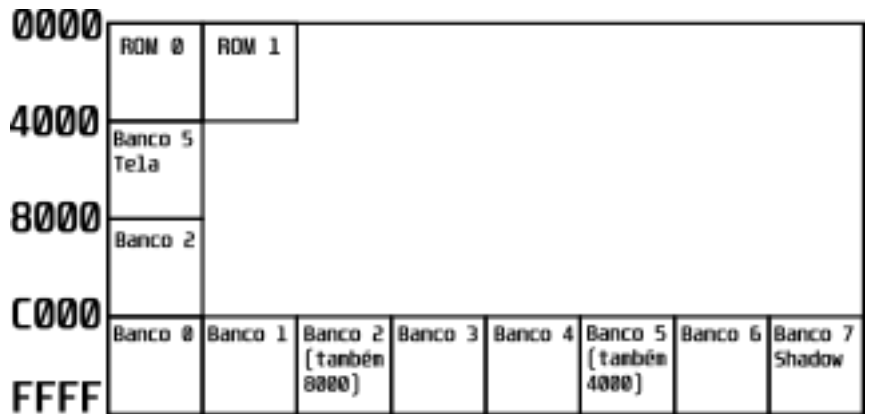 0000
ROM 0
ROM 1
4000
Banco 5
Tela
8000
Banco 2
C000
Banco 0
Banco 1
Banco 2
[também
8000]
Banco 3
Banco 4
Banco 5
[também
4000]
Banco 6
Banco 7
Shadow
FFFF